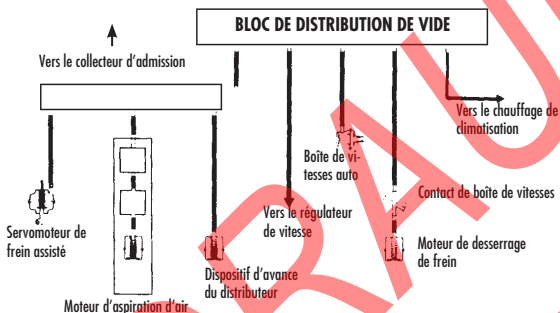 BLOC DE DISTRIBUTION DE VIDE
Vers le collecteur d'admission
Vers le chauffage de
climatisation
Boîte de vi-
tesses auto
Contact de boîte de vitesses
Vers le régulateur
de vitesse
Servomoteur de
frein assisté
Moteur de desserrage
de frein
Dispositif d'avance
du distributeur
Moteur d'aspiration d'air